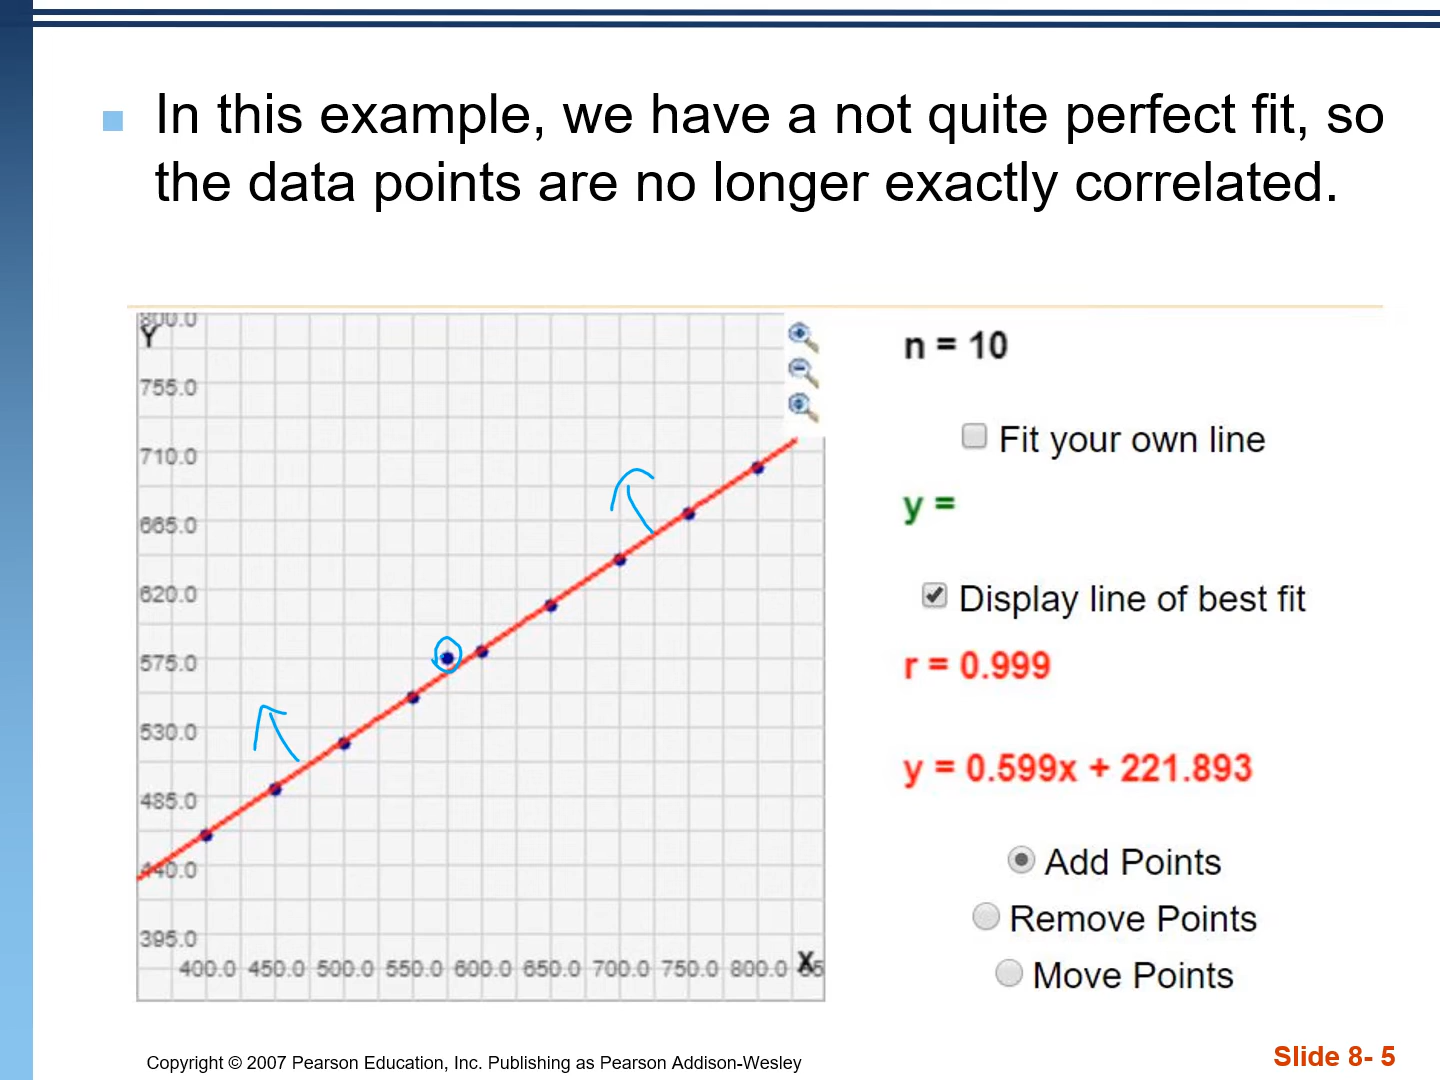 In this example, we have a not quite perfect fit, so
the data points are no longer exactly correlated.
800.0
Y
755.0
710.0
665.0
620.0
575.0
530.0
485.0
440.0
395.0
400.0 450.0 500.0 550.0 600.0 650.0 700.0 750.0 800.0 X
n = 10
Fit your own line
y =
Display line of best fit
r = 0.999
y = 0.599x + 221.893
Add Points
Remove Points
Move Points
Copyright © 2007 Pearson Education, Inc. Publishing as Pearson Addison-Wesley
Slide 8- 5